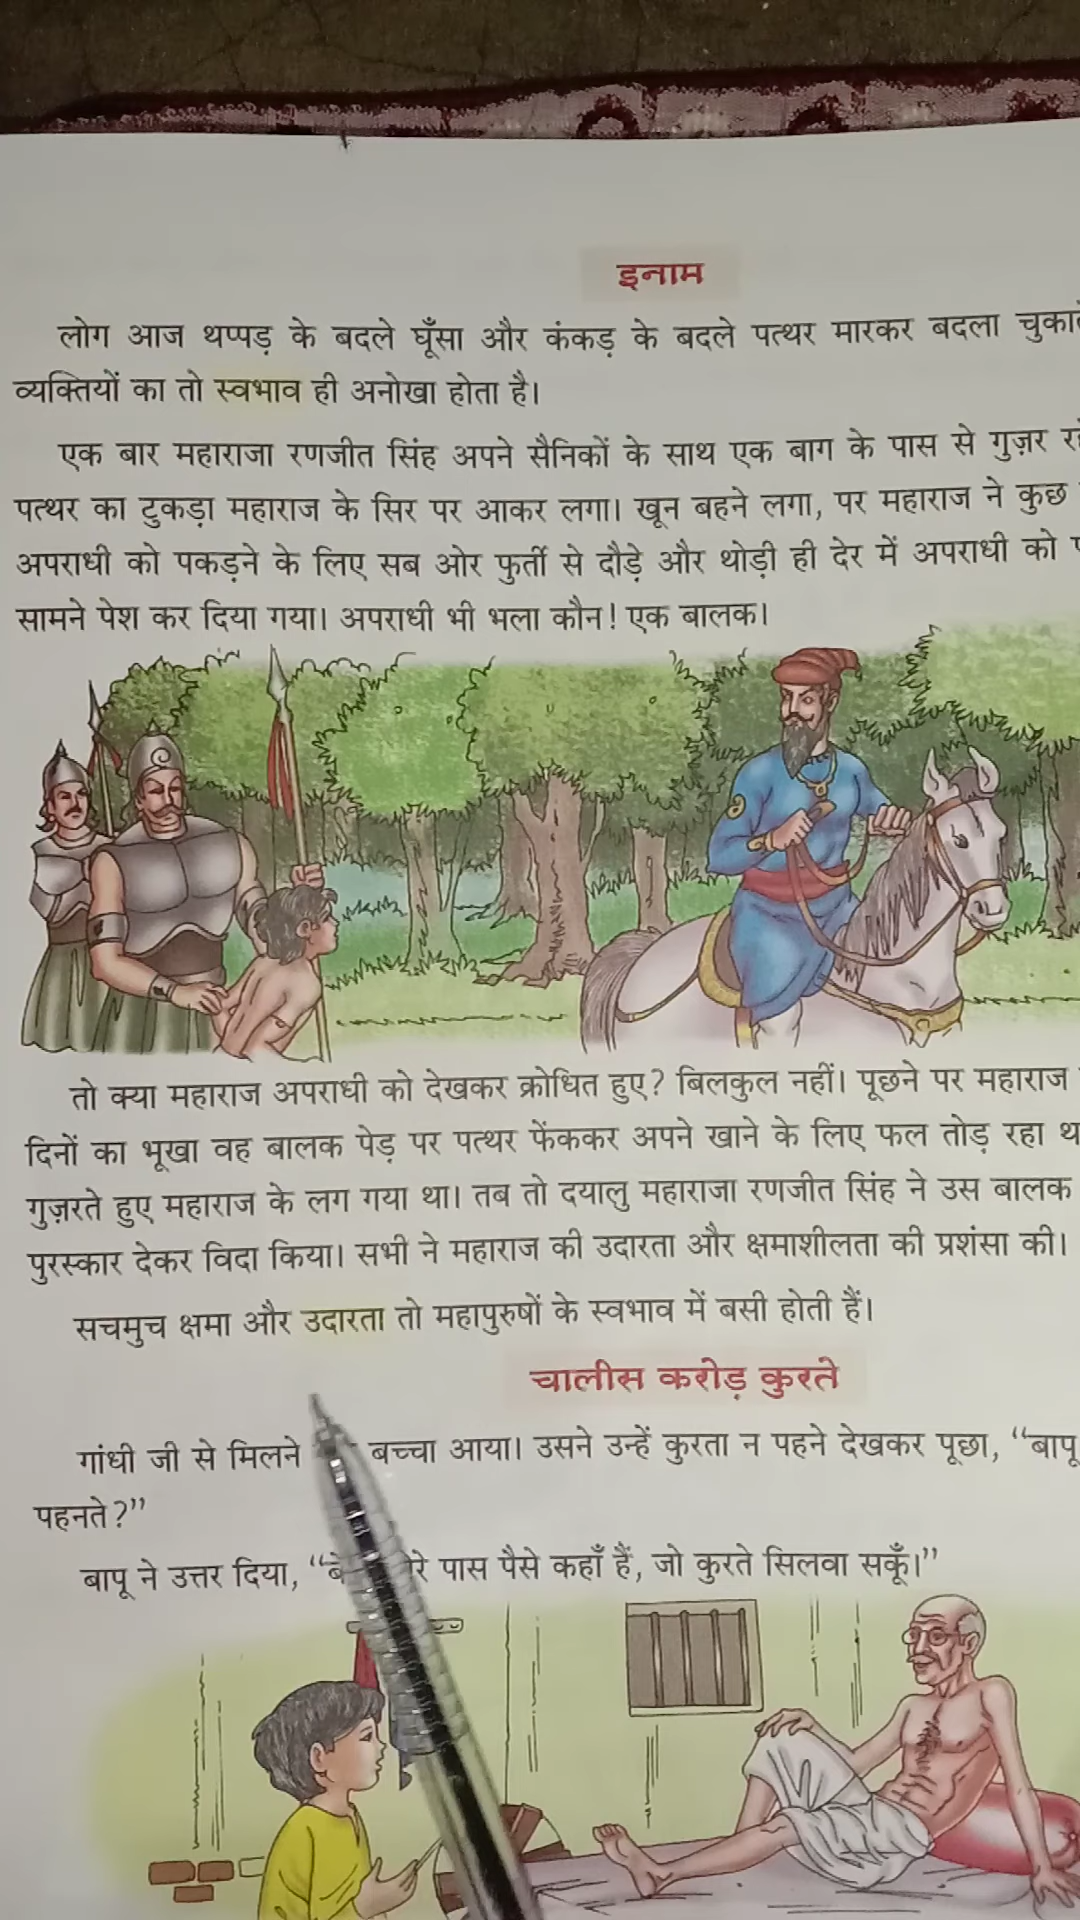 इनाम
लोग आज थप्पड़ के बदले घूँसा और कंकड़ के बदले पत्थर मारकर बदला
व्यक्तियों का तो स्वभाव ही अनोखा होता है।
एक बार महाराजा रणजीत सिंह अपने सैनिकों के साथ एक बाग के पास से गुज़र
पत्थर का टुकड़ा महाराज के सिर पर आकर लगा। खून बहने लगा, पर महाराज ने कुछ
अपराधी को पकड़ने के लिए सब ओर फुर्ती से दौड़े और थोड़ी ही देर में अपराधी को
सामने पेश कर दिया गया। अपराधी भी भला कौन! एक बालक।
तो क्या महाराज अपराधी को देखकर क्रोधित हुए? बिलकुल नहीं। पूछने पर महाराज
दिनों का भूखा वह बालक पेड़ पर पत्थर फेंककर अपने खाने के लिए फल तोड़ रहा
गुज़रते हुए महाराज के लग गया था। तब तो दयालु महाराजा रणजीत सिंह ने उस बालक
पुरस्कार देकर विदा किया। सभी ने महाराज की उदारता और क्षमाशीलता की प्रशंसा की।
सचमुच क्षमा और उदारता तो महापुरुषों के स्वभाव में बसी होती हैं।
चालीस करोड़ कुरते
गांधी जी से मिलने बच्चा आया। उसने उन्हें कुरता न पहने देखकर पूछा, “बापू
पहनते?”
बापू ने उत्तर दिया, “ पास पैसे कहाँ हैं, जो कुरते सिलवा सकूँ।”